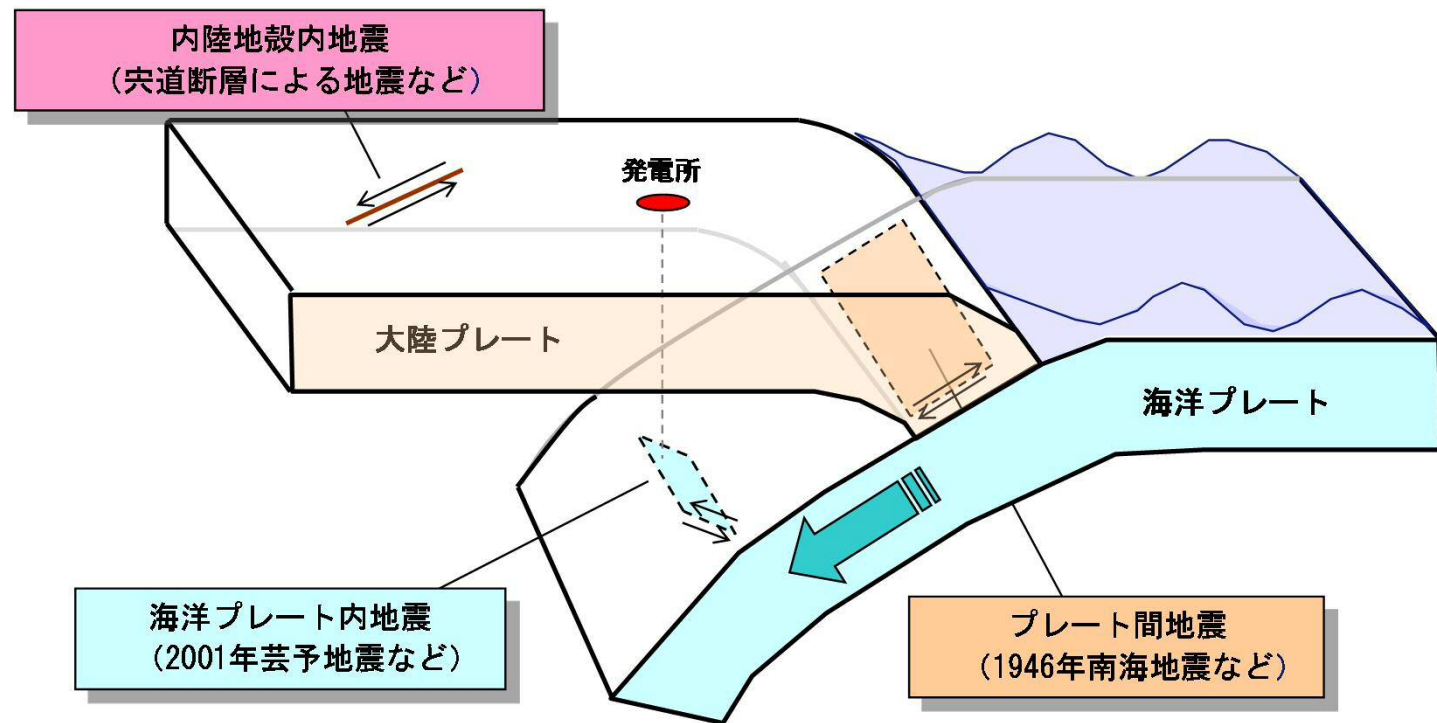 内陸地殻内地震
（宍道断層による地震など）
発電所
大陸プレート
海洋プレート
海洋プレート内地震
（2001年芸予地震など）
プレート間地震
（1946年南海地震など）